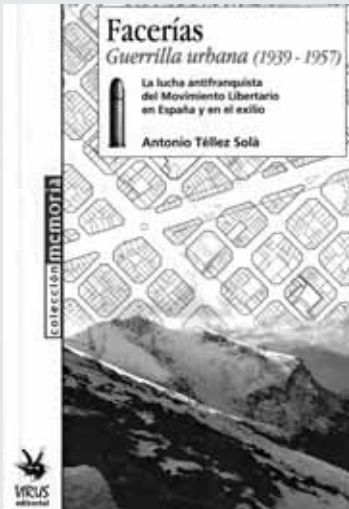 Facerías
Guerrilla urbana (1939 - 1957)
La lucha antifranquista
del Movimiento Libertario
en España y en el exilio
Antonio Téllez Solà
colección memoria
VIRUS
editorial